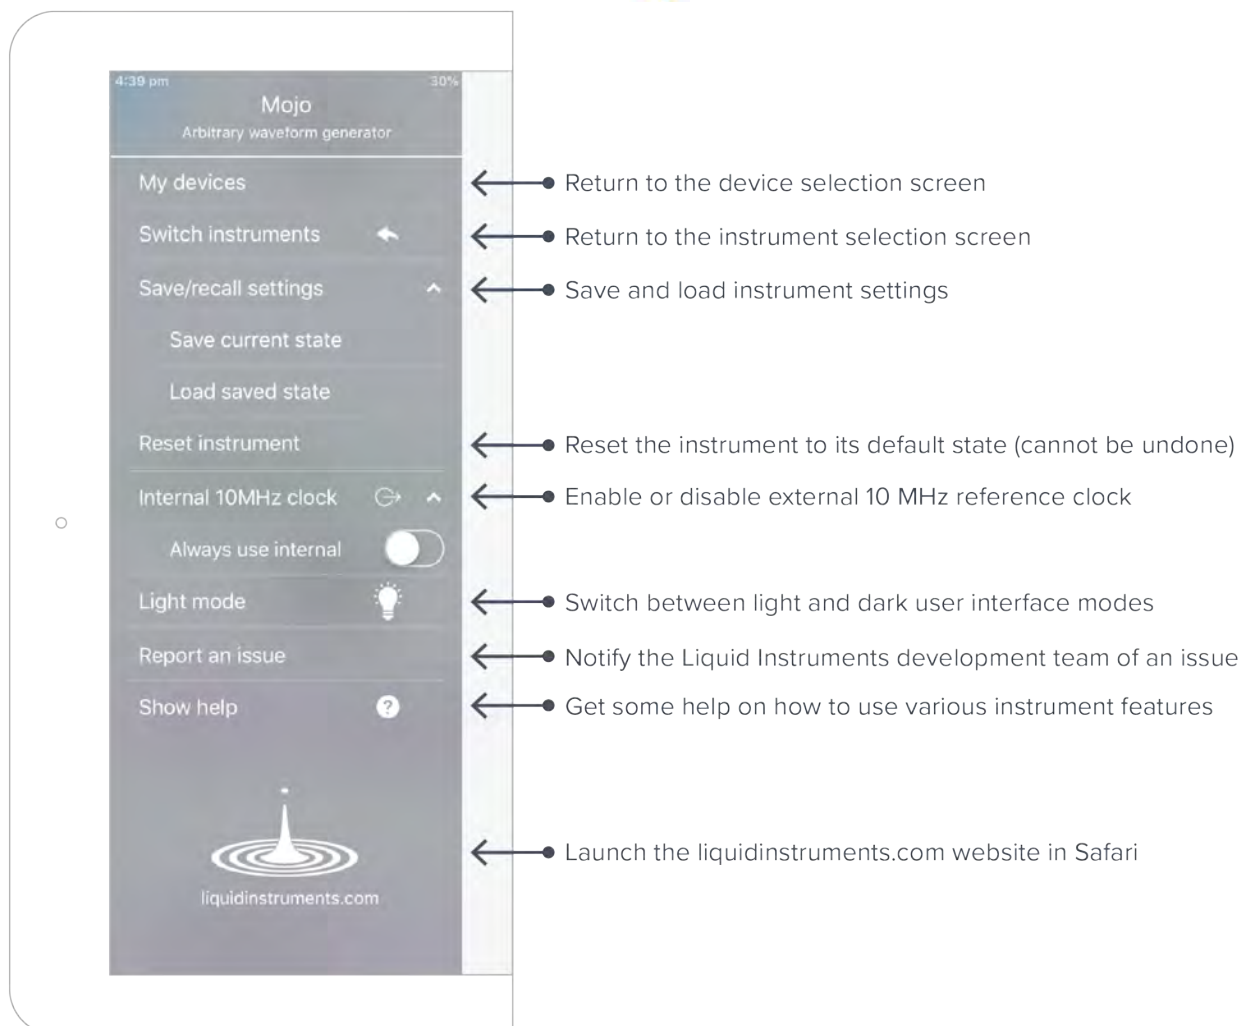 4:39 pm 30%
Mojo
Arbitrary waveform generator
My devices Return to the device selection screen
Switch instruments Return to the instrument selection screen
Save/recall settings Save and load instrument settings
Save current state
Load saved state
Reset instrument Reset the instrument to its default state (cannot be undone)
Internal 10MHz clock Enable or disable external 10 MHz reference clock
Always use internal
Light mode Switch between light and dark user interface modes
Report an issue Notify the Liquid Instruments development team of an issue
Show help ? Get some help on how to use various instrument features
Launch the liquidinstruments.com website in Safari
liquidinstruments.com